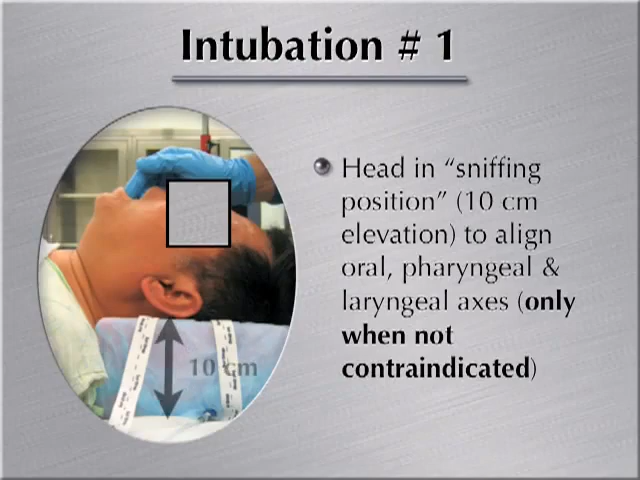 Intubation # 1
Head in “sniffing
position” (10 cm
elevation) to align
oral, pharyngeal &
laryngeal axes (only
when not
contraindicated)
10 cm